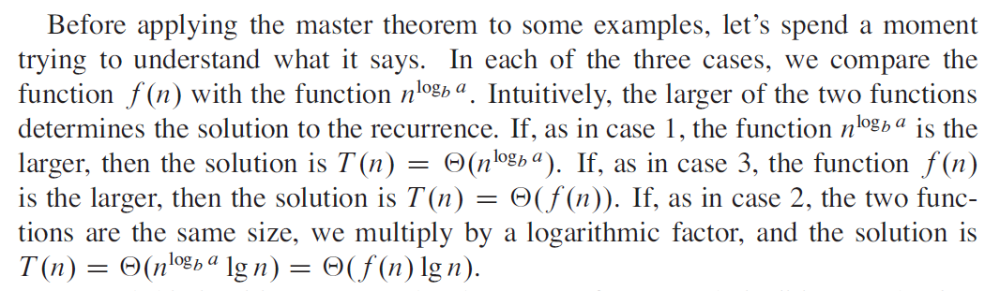 Before applying the master theorem to some examples, let’s spend a moment
trying to understand what it says. In each of the three cases, we compare the
function f(n) with the function n^{log_b a}. Intuitively, the larger of the two functions
determines the solution to the recurrence. If, as in case 1, the function n^{log_b a} is the
larger, then the solution is T(n) = Θ(n^{log_b a}). If, as in case 3, the function f(n)
is the larger, then the solution is T(n) = Θ(f(n)). If, as in case 2, the two func-
tions are the same size, we multiply by a logarithmic factor, and the solution is
T(n) = Θ(n^{log_b a} lg n) = Θ(f(n) lg n).